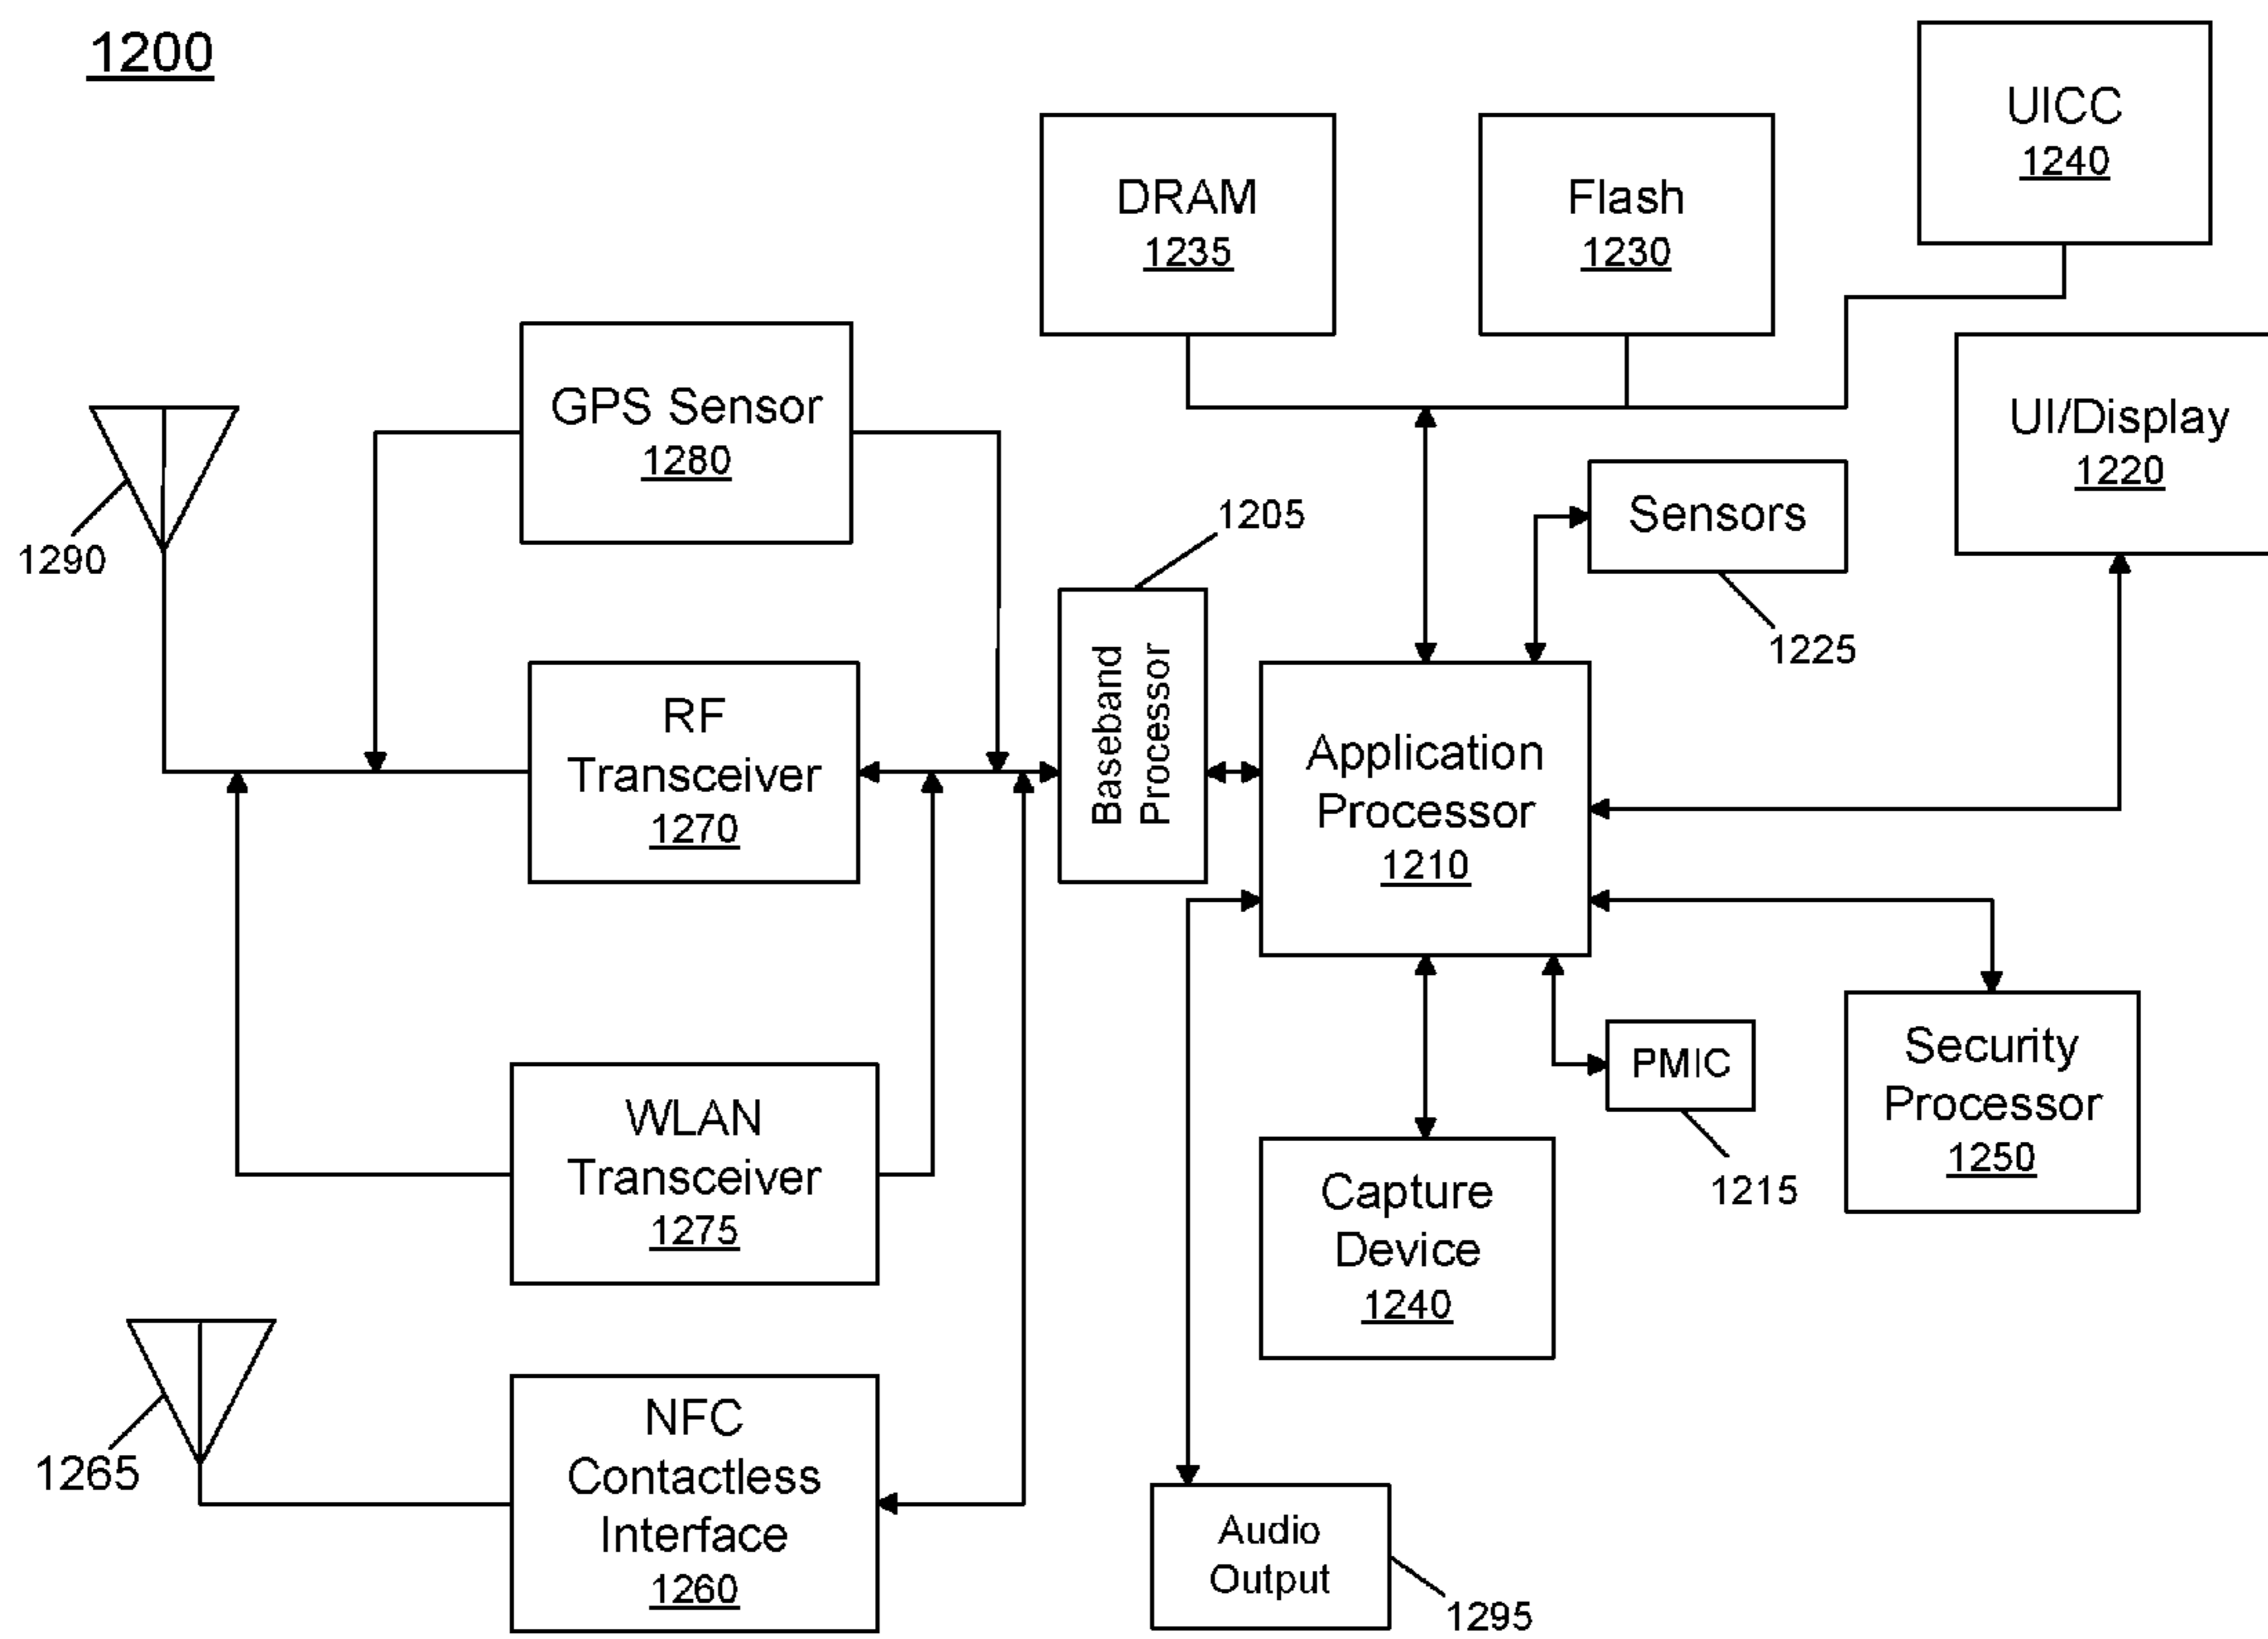 1200
UICC
1240
DRAM
1235
Flash
1230
GPS Sensor
1280
UI/Display
1220
1205
Sensors
1225
1290
Baseband
Processor
RF
Transceiver
1270
Application
Processor
1210
WLAN
Transceiver
1275
PMIC
1215
Security
Processor
1250
Capture
Device
1240
1265
NFC
Contactless
Interface
1260
Audio
Output
1295